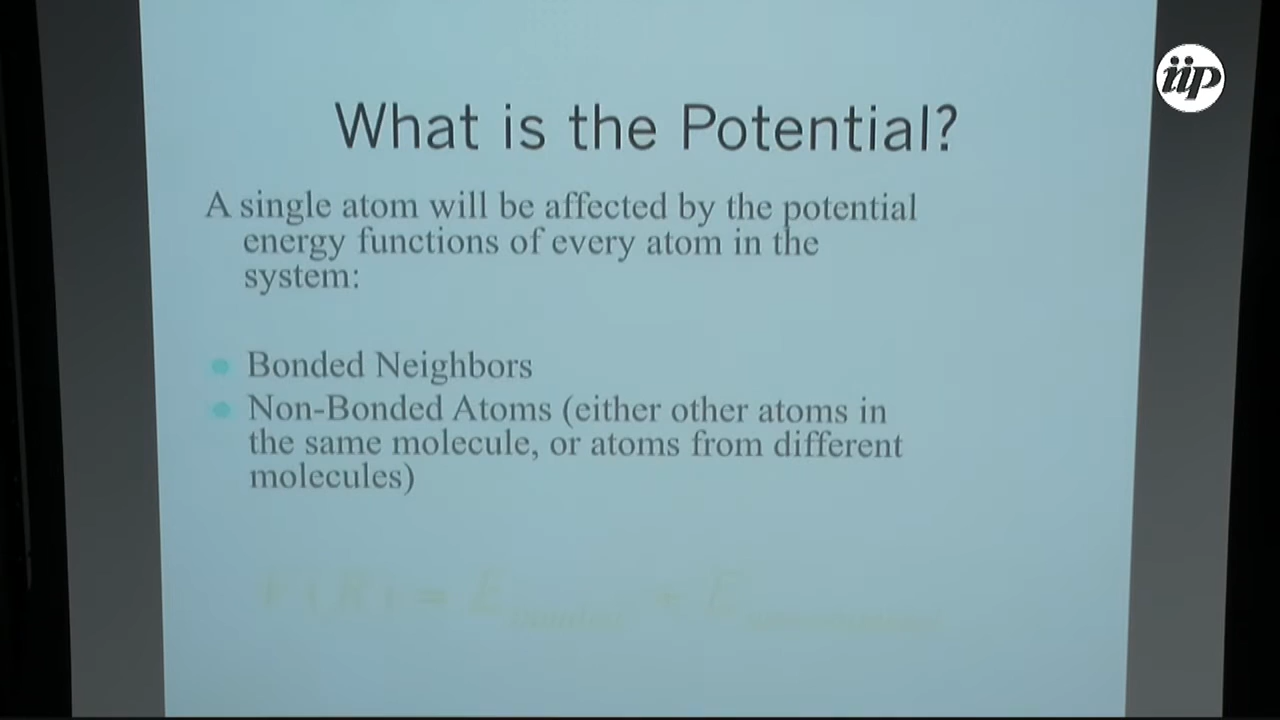 iip
What is the Potential?
A single atom will be affected by the potential
energy functions of every atom in the
system:
Bonded Neighbors
Non-Bonded Atoms (either other atoms in
the same molecule, or atoms from different
molecules)